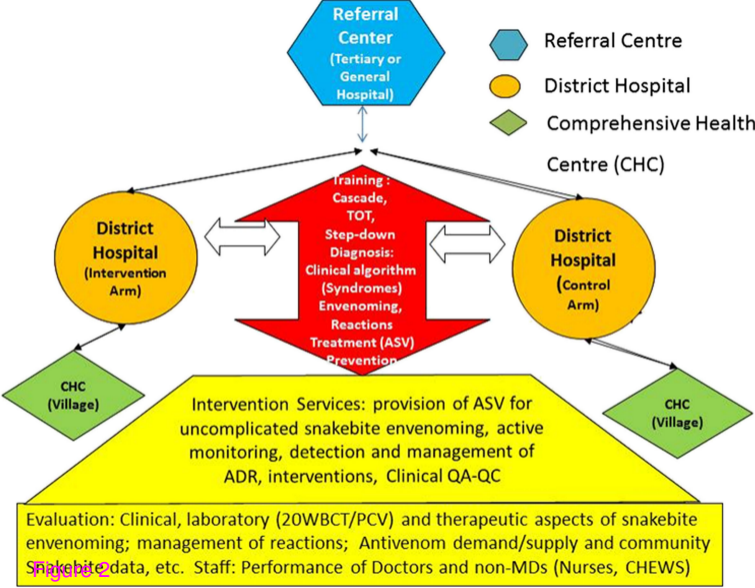 Referral
Center
(Tertiary or
General
Hospital)
Referral Centre
District Hospital
Comprehensive Health
Centre (CHC)
District
Hospital
(Intervention
Arm)
Training :
Cascade,
TOT,
Step-down
Diagnosis:
Clinical algorithm
(Syndromes)
Envenoming,
Reactions
Treatment (ASV)
Prevention
District
Hospital
(Control
Arm)
CHC
(Village)
CHC
(Village)
Intervention Services: provision of ASV for
uncomplicated snakebite envenoming, active
monitoring, detection and management of
ADR, interventions, Clinical QA-QC
Evaluation: Clinical, laboratory (20WBCT/PCV) and therapeutic aspects of snakebite
envenoming; management of reactions; Antivenom demand/supply and community
Snakebite data, etc. Staff: Performance of Doctors and non-MDs (Nurses, CHEWS)
Figure 2